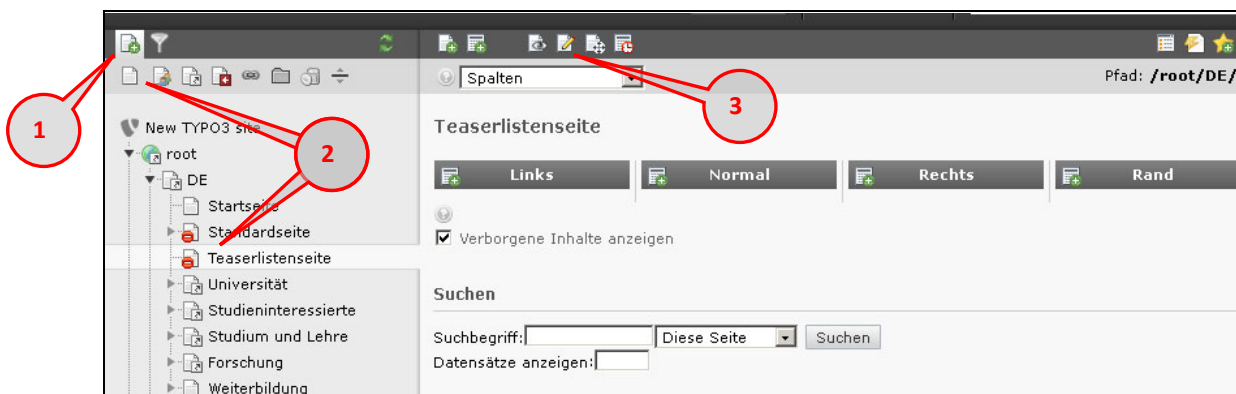 Spalten
Pfad: /root/DE/
1
3
New TYPO3 site
Teaserlistenseite
root
2
Links Normal Rechts Rand
DE
Startseite
Standardseite
Verborgene Inhalte anzeigen
Teaserlistenseite
Universität
Suchen
Studieninteressierte
Studium und Lehre
Suchbegriff: Diese Seite Suchen
Forschung
Datensätze anzeigen:
Weiterbildung